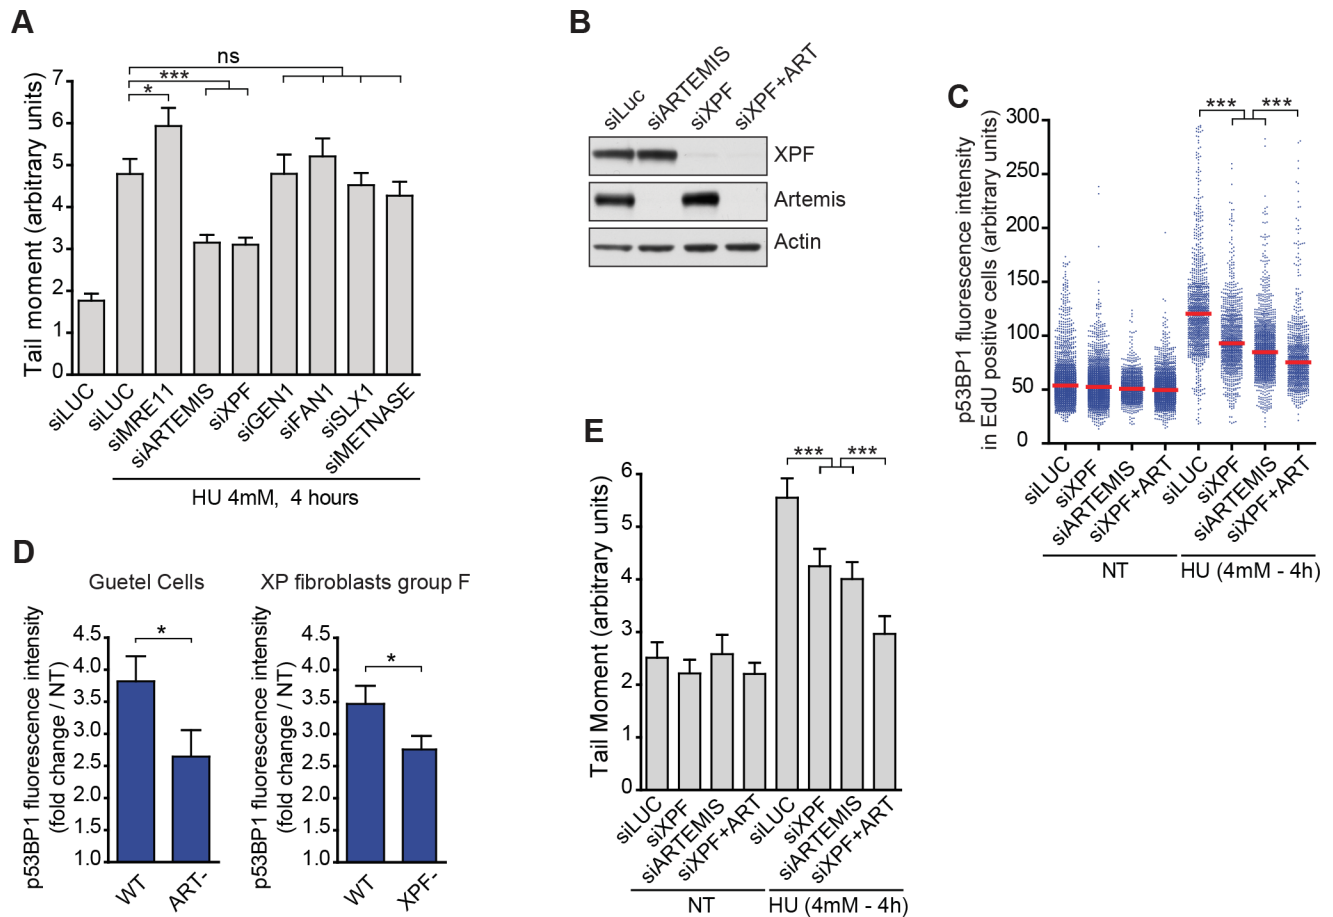 A
Tail moment (arbitrary units)
7
6
5
4
3
2
1
0
ns
***
*
siLUC
siLUC
siMRE11
siARTEMIS
siXPF
siGEN1
siFAN1
siSLX1
siMETNASE
HU 4mM, 4 hours
B
siLuc
siARTEMIS
siXPF
siXPF+ART
XPF
Artemis
Actin
C
p53BP1 fluorescence intensity
in EdU positive cells (arbitrary units)
300
250
200
150
100
50
0
*** ***
siLUC
siXPF
siARTEMIS
siXPF+ART
siLUC
siXPF
siARTEMIS
siXPF+ART
NT
HU (4mM - 4h)
D
Guetel Cells
p53BP1 fluorescence intensity
(fold change / NT)
4.5
4.0
3.5
3.0
2.5
2.0
1.5
1.0
*
WT
ART-
XP fibroblasts group F
p53BP1 fluorescence intensity
(fold change / NT)
4.5
4.0
3.5
3.0
2.5
2.0
1.5
1.0
*
WT
XPF-
E
Tail Moment (arbitrary units)
6
5
4
3
2
1
0
*** ***
siLUC
siXPF
siARTEMIS
siXPF+ART
siLUC
siXPF
siARTEMIS
siXPF+ART
NT
HU (4mM - 4h)